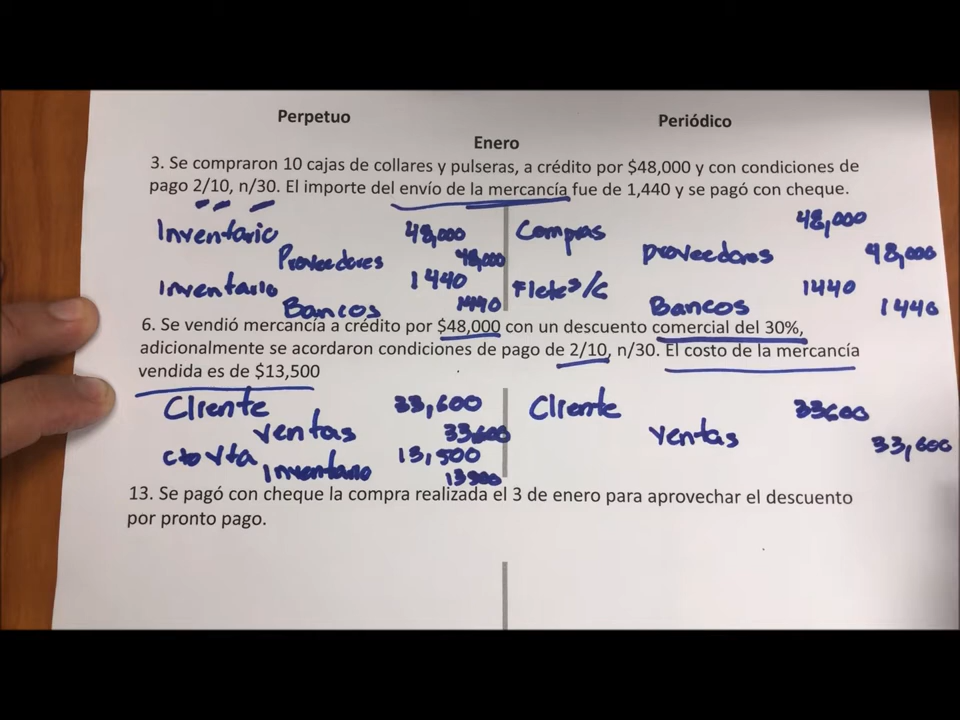 Perpetuo Periódico
Enero
3. Se compraron 10 cajas de collares y pulseras, a crédito por $48,000 y con condiciones de
pago 2/10, n/30. El importe del envío de la mercancía fue de 1,440 y se pagó con cheque.
Inventario 48,000
Proveedores 48,000
Inventario 1440
Bancos 1440
Compras 48,000
proveedores 48,000
Fletes/c 1440
Bancos 1440
6. Se vendió mercancía a crédito por $48,000 con un descuento comercial del 30%,
adicionalmente se acordaron condiciones de pago de 2/10, n/30. El costo de la mercancía
vendida es de $13,500
Cliente 33,600
ventas 33600
cto vta 13,500
Inventario 13500
Cliente 33600
ventas 33,600
13. Se pagó con cheque la compra realizada el 3 de enero para aprovechar el descuento
por pronto pago.